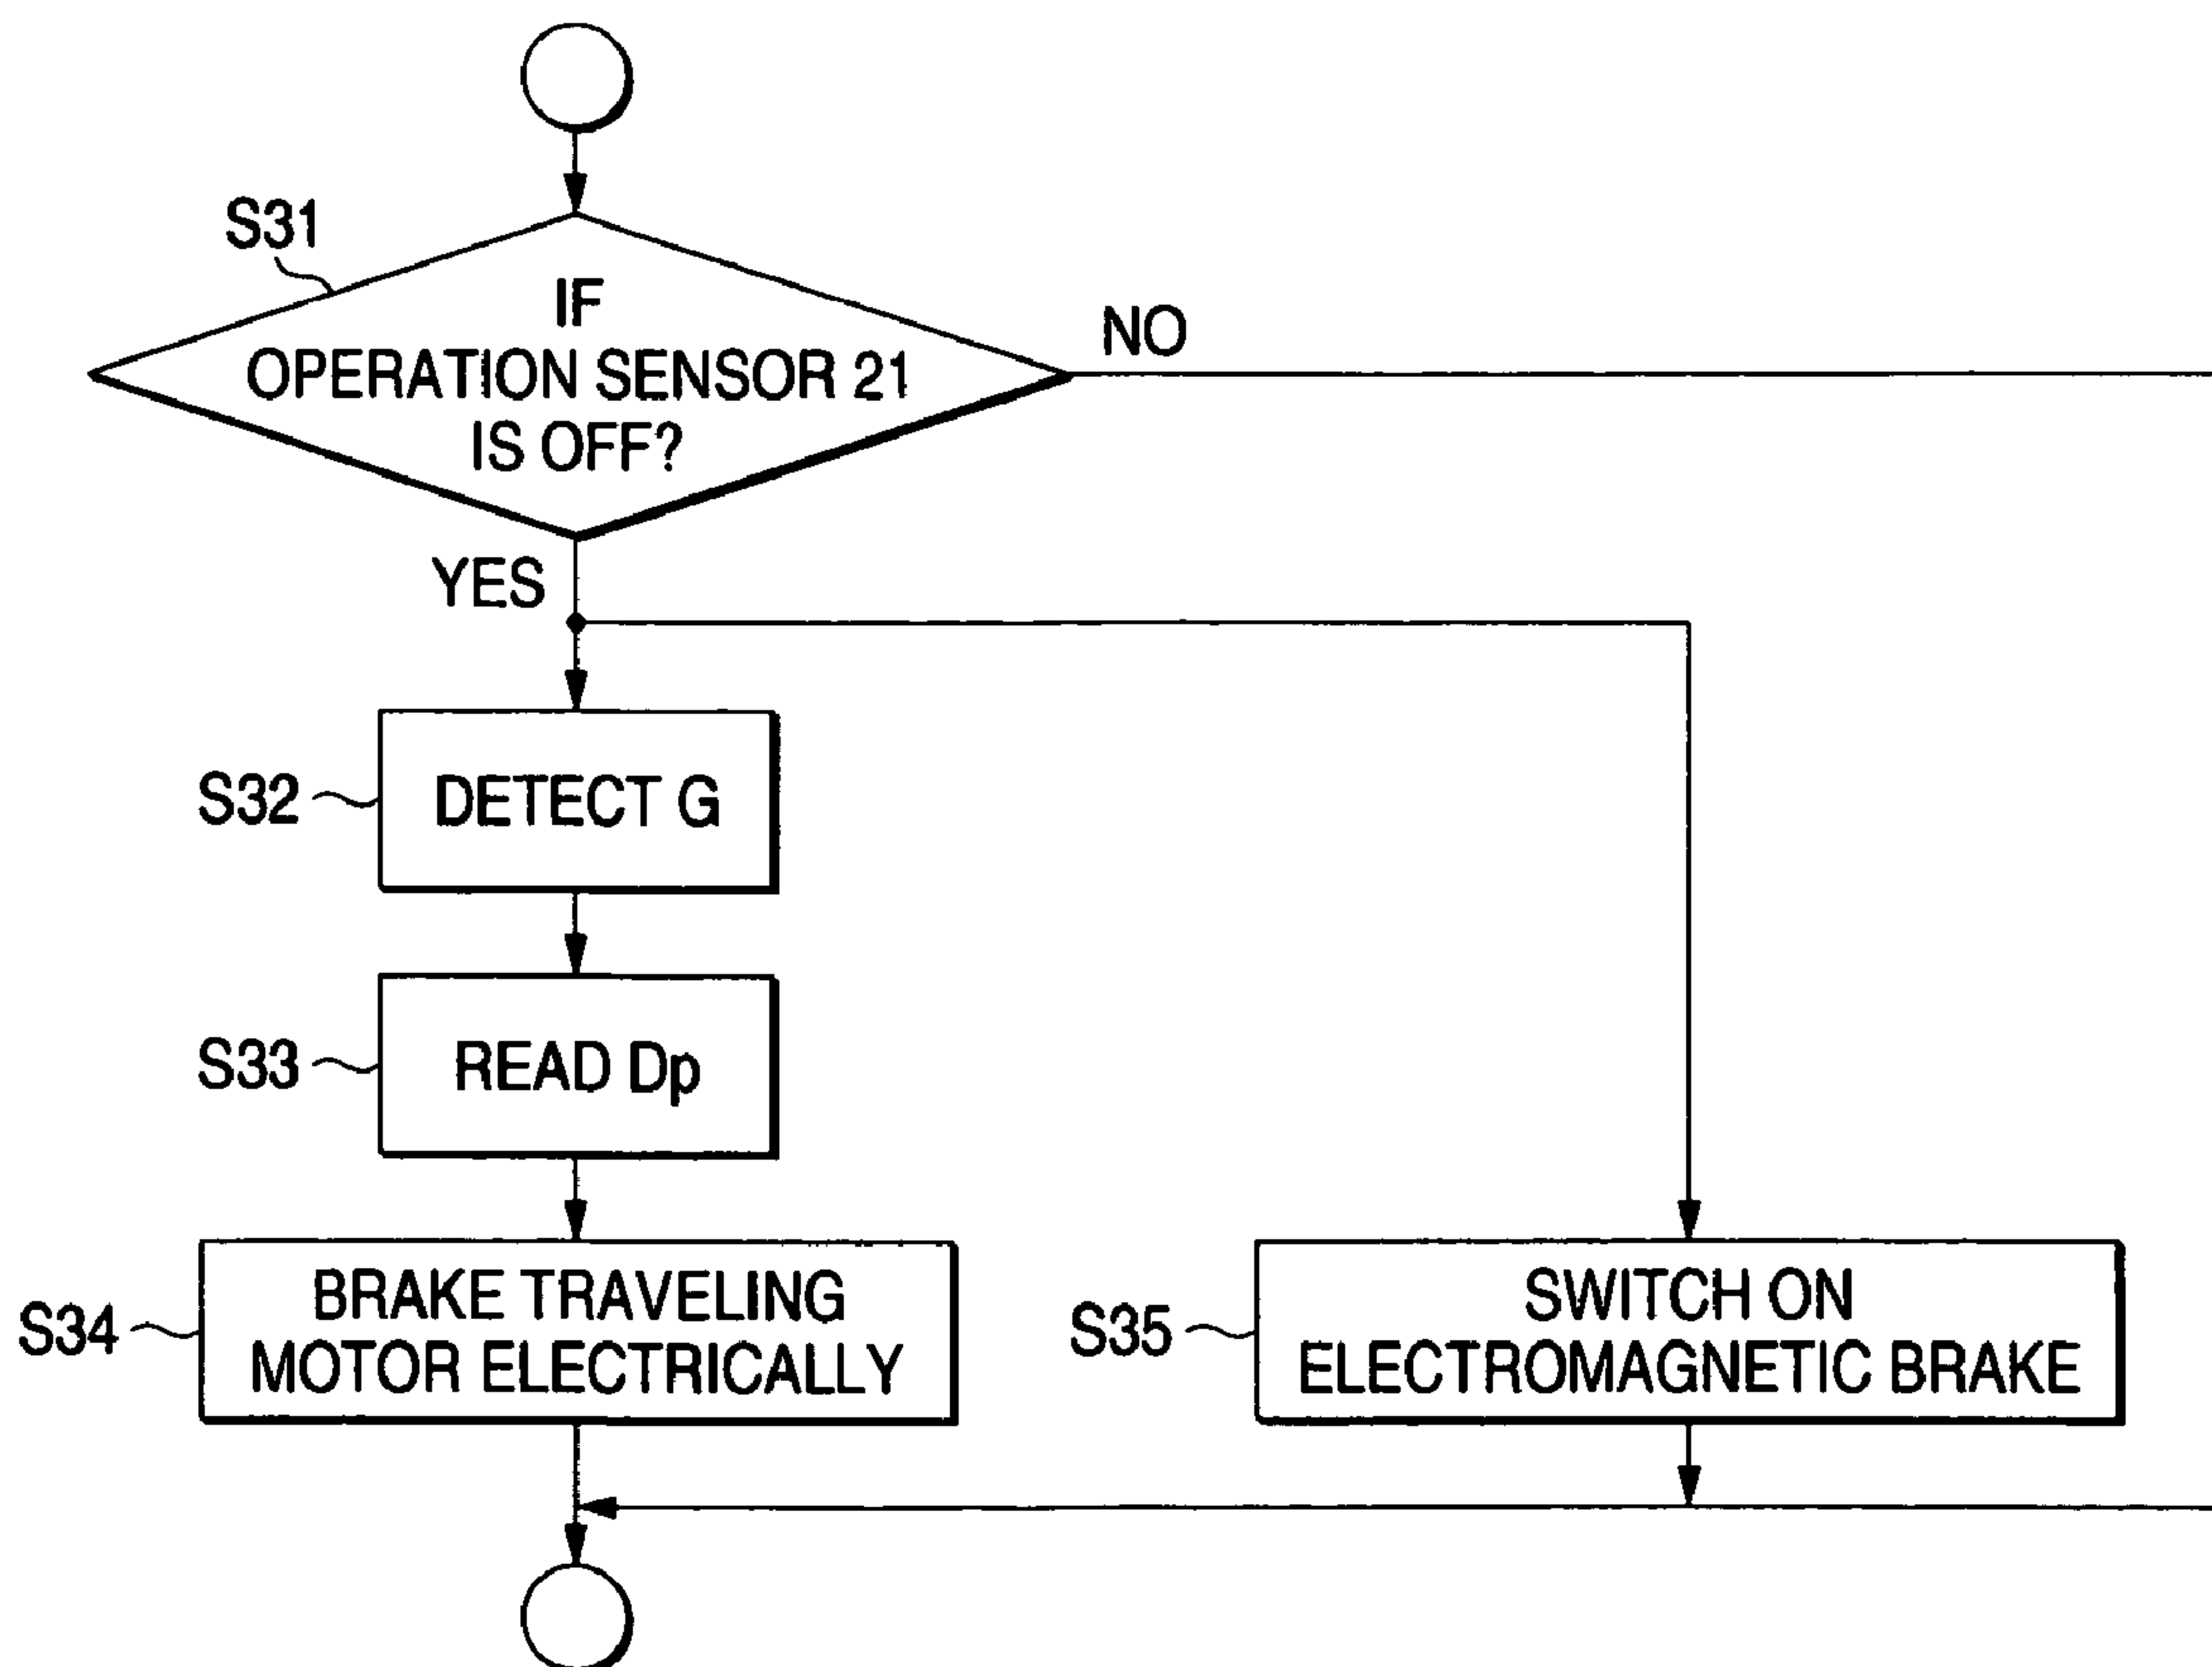 S31
IF
OPERATION SENSOR 21
IS OFF?
NO
YES
S32
DETECT G
S33
READ Dp
S34
BRAKE TRAVELING
MOTOR ELECTRICALLY
S35
SWITCH ON
ELECTROMAGNETIC BRAKE